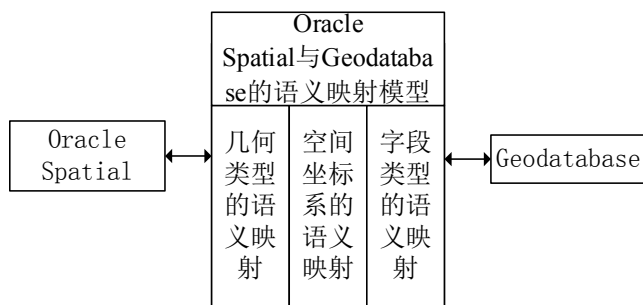 Oracle
Spatial与Geodataba
se的语义映射模型
Oracle
Spatial
几何
类型
的语
义映
射
空间
坐标
系的
语义
映射
字段
类型
的语
义映
射
Geodatabase